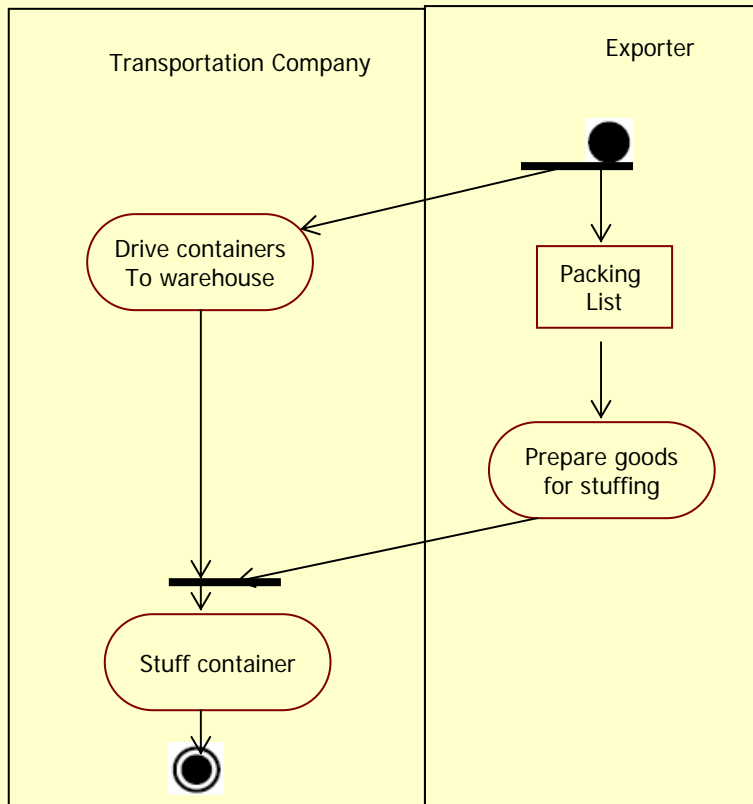 Transportation Company
Exporter
Drive containers
To warehouse
Packing
List
Prepare goods
for stuffing
Stuff container